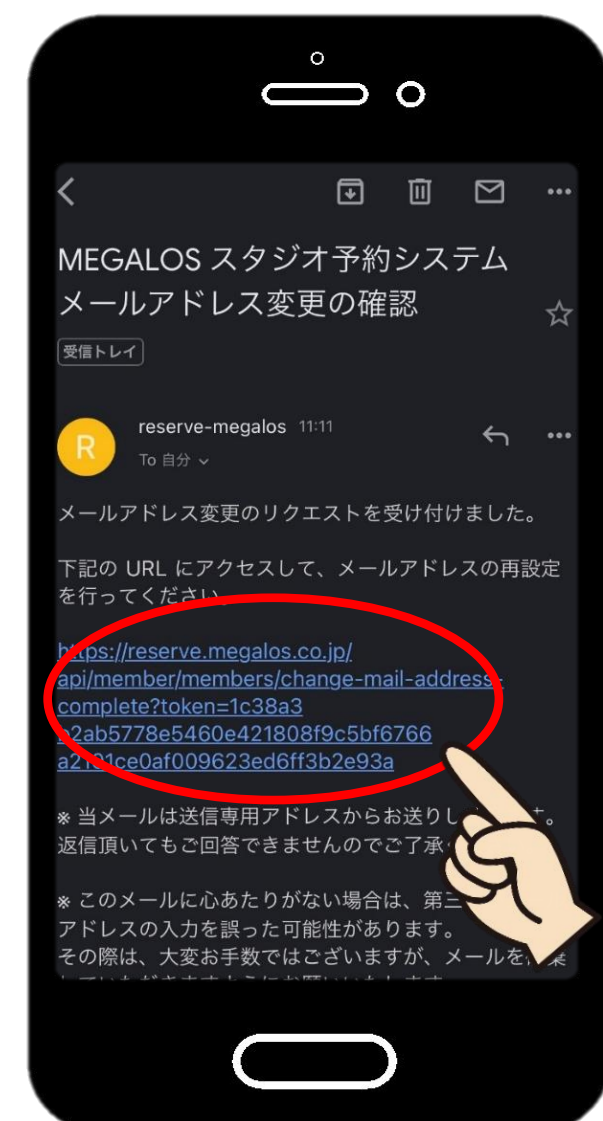 MEGALOS スタジオ予約システム
メールアドレス変更の確認
受信トレイ
R
reserve-megalos 11:11
To 自分
メールアドレス変更のリクエストを受け付けました。
下記の URL にアクセスして、メールアドレスの再設定
を行ってください。
https://reserve.megalos.co.jp/
api/member/members/change-mail-address-
complete?token=1c38a3
b2ab5778e5460e421808f9c5bf6766
a2191ce0af009623ed6ff3b2e93a
※ 当メールは送信専用アドレスからお送りし す。
返信頂いてもご回答できませんのでご了承
※ このメールに心あたりがない場合は、第三
アドレスの入力を誤った可能性があります。
その際は、大変お手数ではございますが、メールを 棄